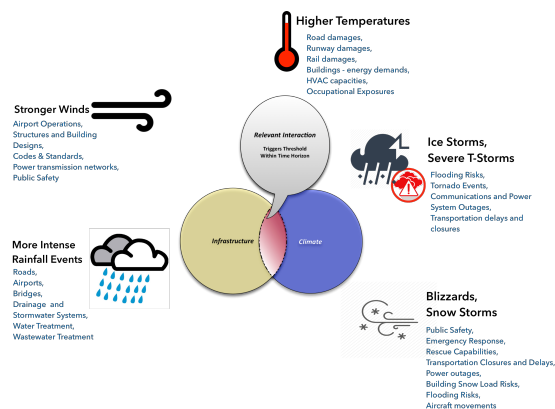 Higher Temperatures
Road damages,
Runway damages,
Rail damages,
Buildings - energy demands,
HVAC capacities,
Occupational Exposures
Stronger Winds
Airport Operations,
Structures and Building
Designs,
Codes & Standards,
Power transmission networks,
Public Safety
Relevant Interaction
Triggers Threshold
Within Time Horizon
Ice Storms,
Severe T-Storms
Flooding Risks,
Tornado Events,
Communications and Power
System Outages,
Transportation delays and
closures
Infrastructure
Climate
More Intense
Rainfall Events
Roads,
Airports,
Bridges,
Drainage and
Stormwater Systems,
Water Treatment,
Wastewater Treatment
Blizzards,
Snow Storms
Public Safety,
Emergency Response,
Rescue Capabilities,
Transportation Closures and Delays,
Power outages,
Building Snow Load Risks,
Flooding Risks,
Aircraft movements